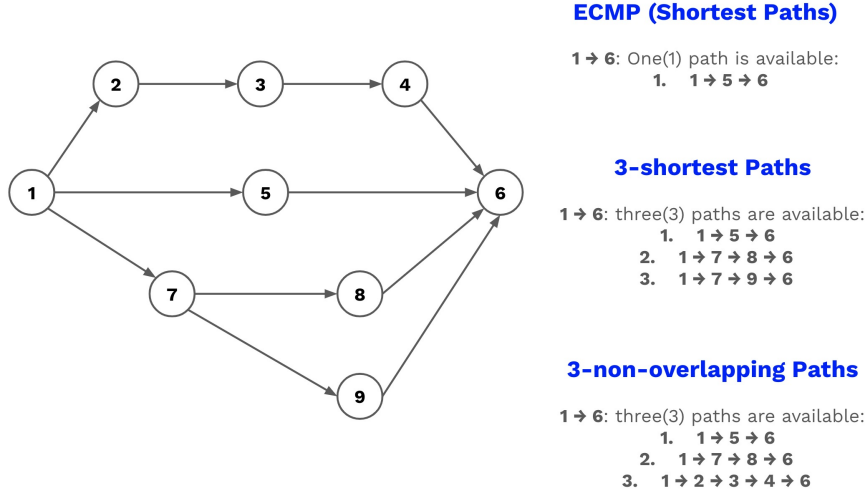 2
3
4
1
5
6
7
8
9
ECMP (Shortest Paths)
1 → 6: One(1) path is available:
1. 1 → 5 → 6
3-shortest Paths
1 → 6: three(3) paths are available:
1. 1 → 5 → 6
2. 1 → 7 → 8 → 6
3. 1 → 7 → 9 → 6
3-non-overlapping Paths
1 → 6: three(3) paths are available:
1. 1 → 5 → 6
2. 1 → 7 → 8 → 6
3. 1 → 2 → 3 → 4 → 6